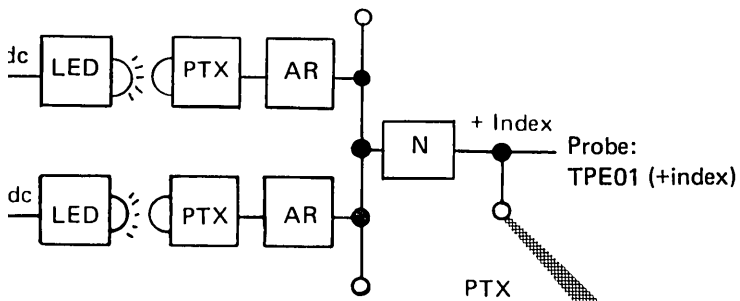 dc
LED
PTX
AR
+ Index
N
Probe:
TPE01 (+index)
dc
LED
PTX
AR
PTX